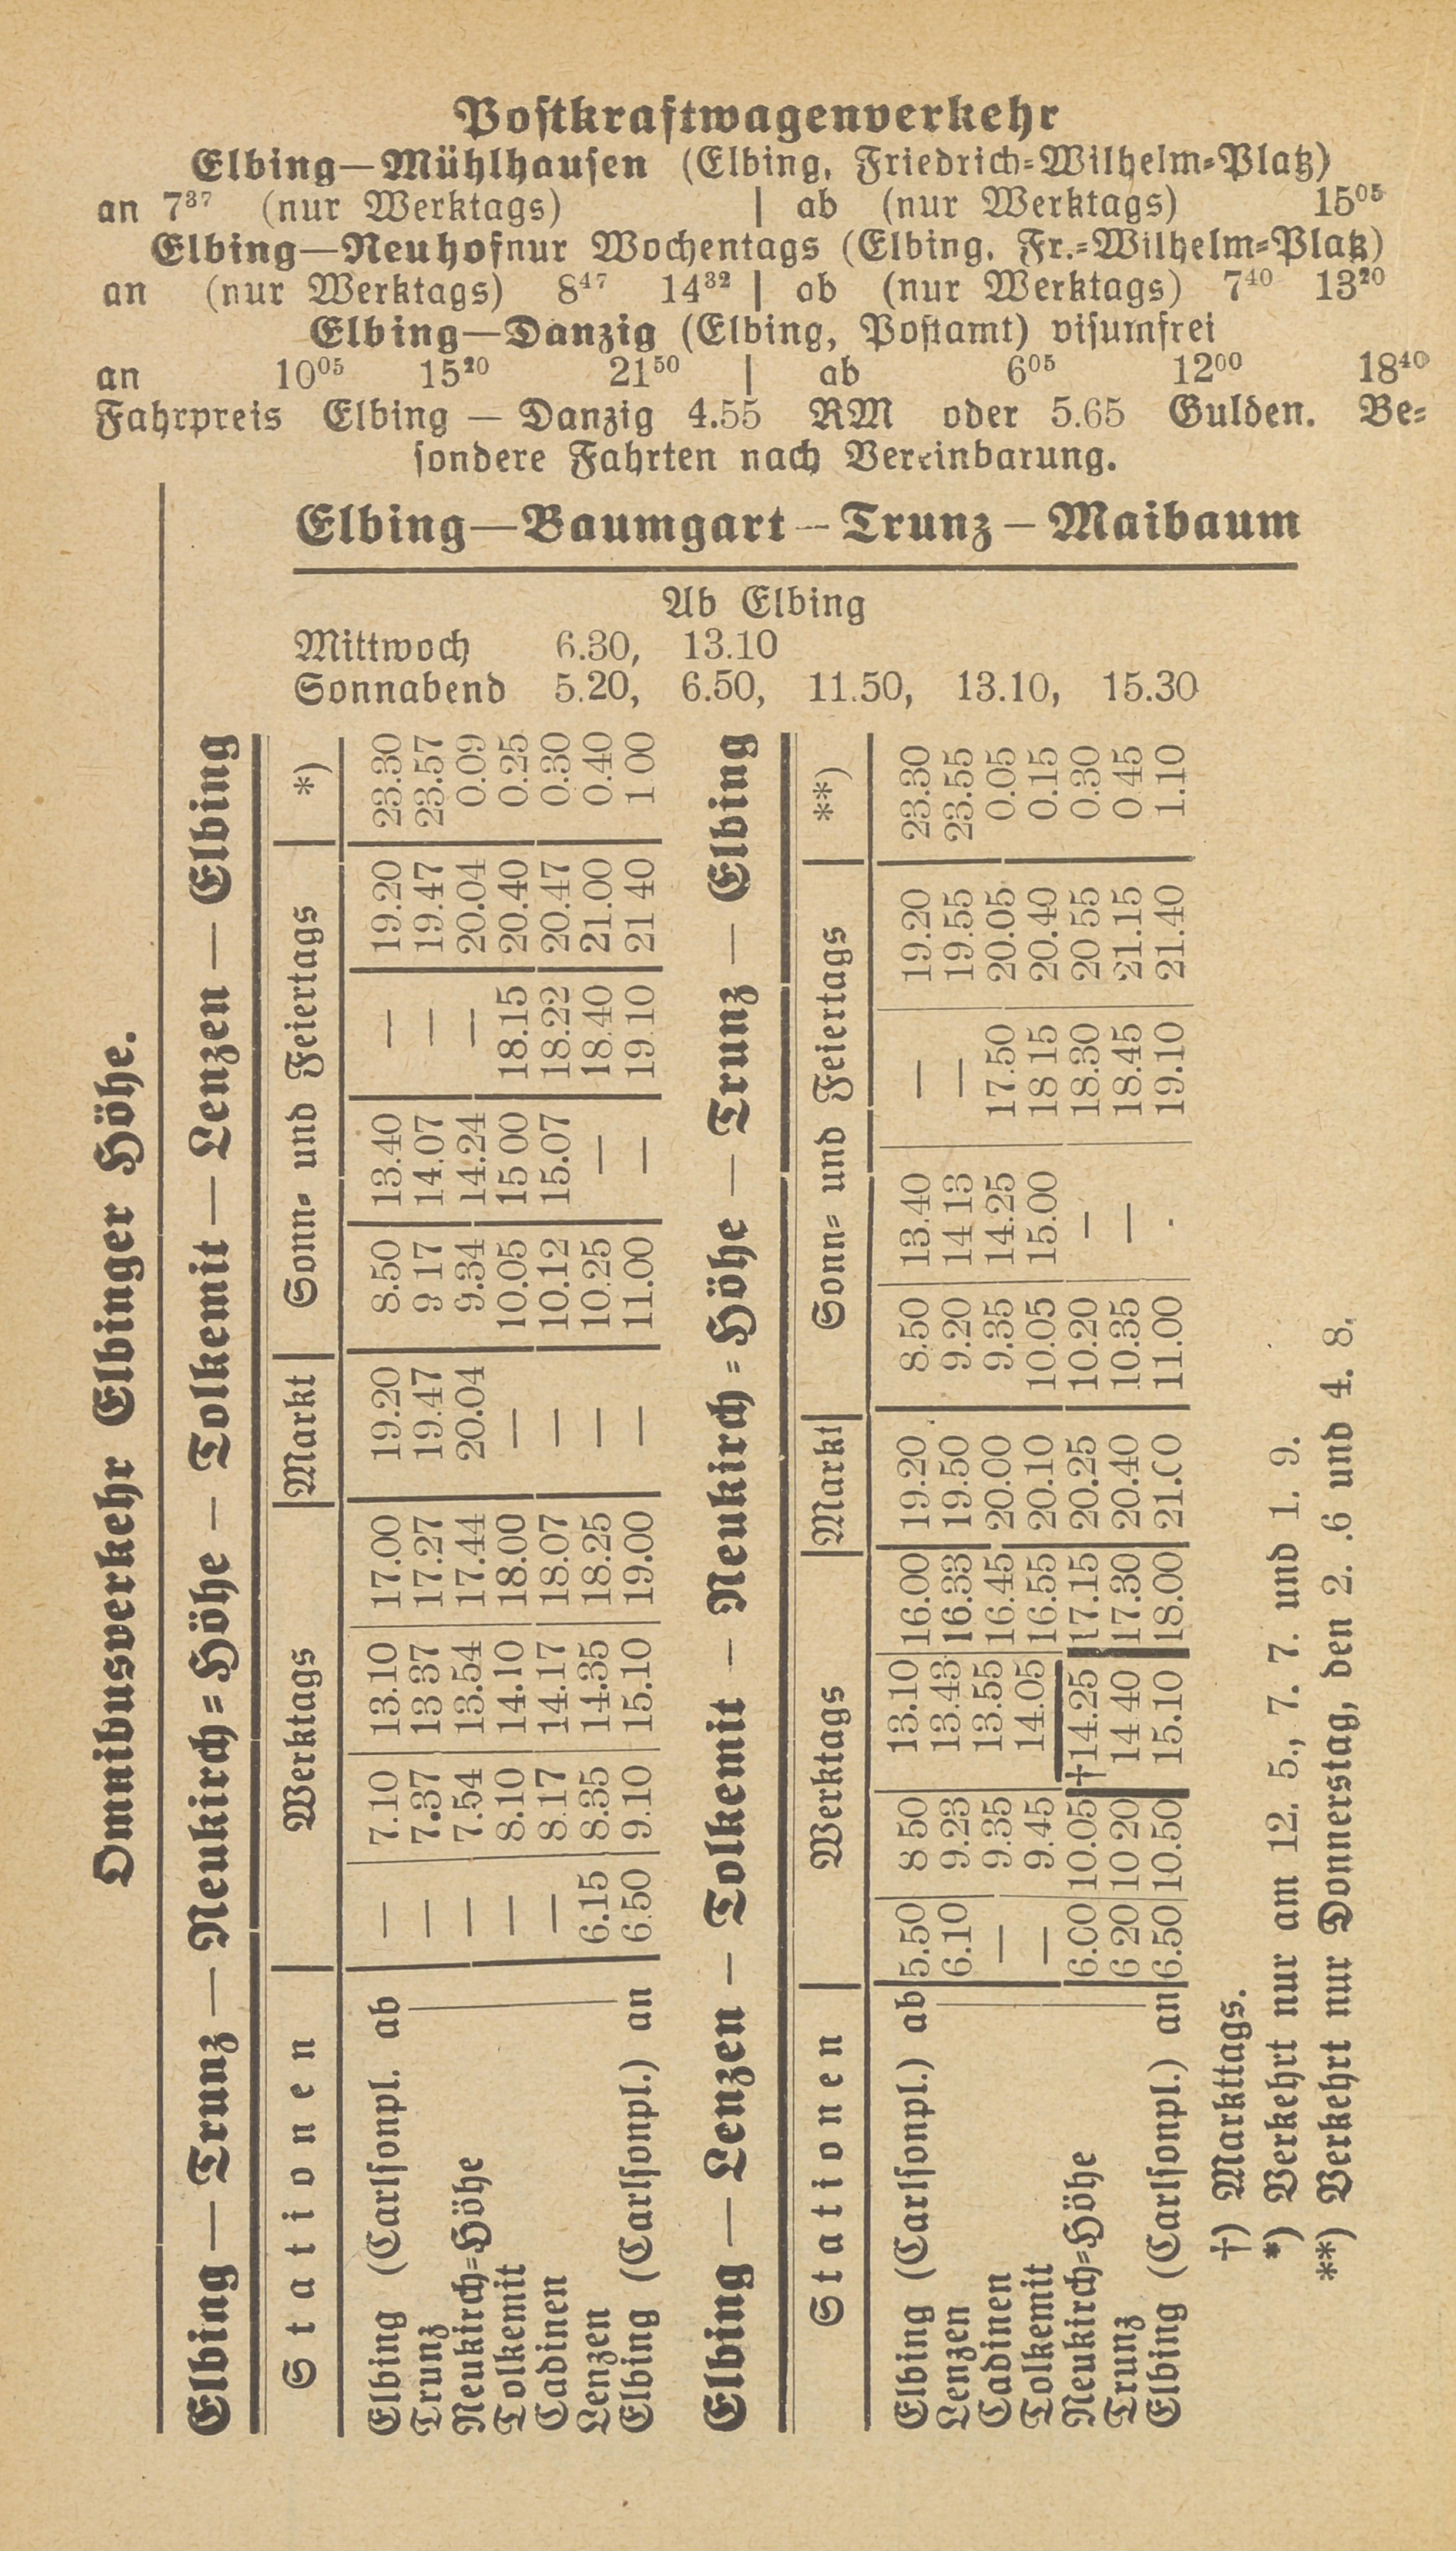 Postkraftwagenverkehr
Elbing—Mühlhausen (Elbing, Friedrich-Wilhelm-Platz)
an 7³⁷ (nur Werktags) | ab (nur Werktags) 15⁰⁵
Elbing—Neuhofnur Wochentags (Elbing, Fr.-Wilhelm-Platz)
an (nur Werktags) 8⁴⁷ 14³² | ab (nur Werktags) 7⁴⁰ 13²⁰
Elbing—Danzig (Elbing, Postamt) visumfrei
an 10⁰⁵ 15²⁰ 21⁵⁰ | ab 6⁰⁵ 12⁰⁰ 18⁴⁰
Fahrpreis Elbing — Danzig 4.55 RM oder 5.65 Gulden. Be-
sondere Fahrten nach Vereinbarung.
Elbing—Baumgart—Trunz—Maibaum
Ab Elbing
Mittwoch 6.30, 13.10
Sonnabend 5.20, 6.50, 11.50, 13.10, 15.30
Omnibusverkehr Elbinger Höhe.
Elbing—Trunz—Neukirch-Höhe—Tolkemit—Lenzen—Elbing
Stationen | Werktags | Markt | Sonn- und Feiertags | *)
Elbing (Carlsonpl. ab — 7.10 13.10 17.00 19.20 8.50 13.40 — 19.20 23.30
Trunz — 7.37 13 37 17.27 19.47 9 17 14.07 — 19.47 23.57
Neukirch-Höhe — 7.54 13.54 17.44 20.04 9.34 14.24 — 20.04 0.09
Tolkemit — 8.10 14.10 18.00 — 10.05 15 00 18.15 20.40 0.25
Cadinen — 8.17 14.17 18.07 — 10.12 15.07 18.22 20.47 0.30
Lenzen 6.15 8.35 14.35 18.25 — 10.25 — 18.40 21.00 0.40
Elbing (Carlsonpl.) an 6.50 9.10 15.10 19.00 — 11.00 — 19.10 21 40 1 00
Elbing—Lenzen—Tolkemit—Neukirch-Höhe—Trunz—Elbing
Stationen | Werktags | Markt | Sonn- und Feiertags | **)
Elbing (Carlsonpl.) ab 5.50 8 50 13.10 16.00 19.20 8.50 13.40 — 19.20 23.30
Lenzen 6.10 9.23 13.43 16.33 19.50 9.20 14 13 — 19.55 23.55
Cadinen — 9.35 13.55 16.45 20.00 9.35 14.25 17.50 20.05 0.05
Tolkemit — 9.45 14.05 16.55 20.10 10.05 15.00 18 15 20.40 0.15
Neukirch-Höhe 6.00 10.05 †14.25 17.15 20.25 10.20 — 18.30 20 55 0.30
Trunz 6 20 10 20 14 40 17.30 20.40 10.35 — 18.45 21.15 0 45
Elbing (Carlsonpl.) an 6.50 10.50 15.10 18.00 21.00 11.00 . 19.10 21.40 1.10
†) Markttags.
*) Verkehrt nur am 12. 5., 7. 7. und 1. 9.
**) Verkehrt nur Donnerstag, den 2. .6 und 4. 8.